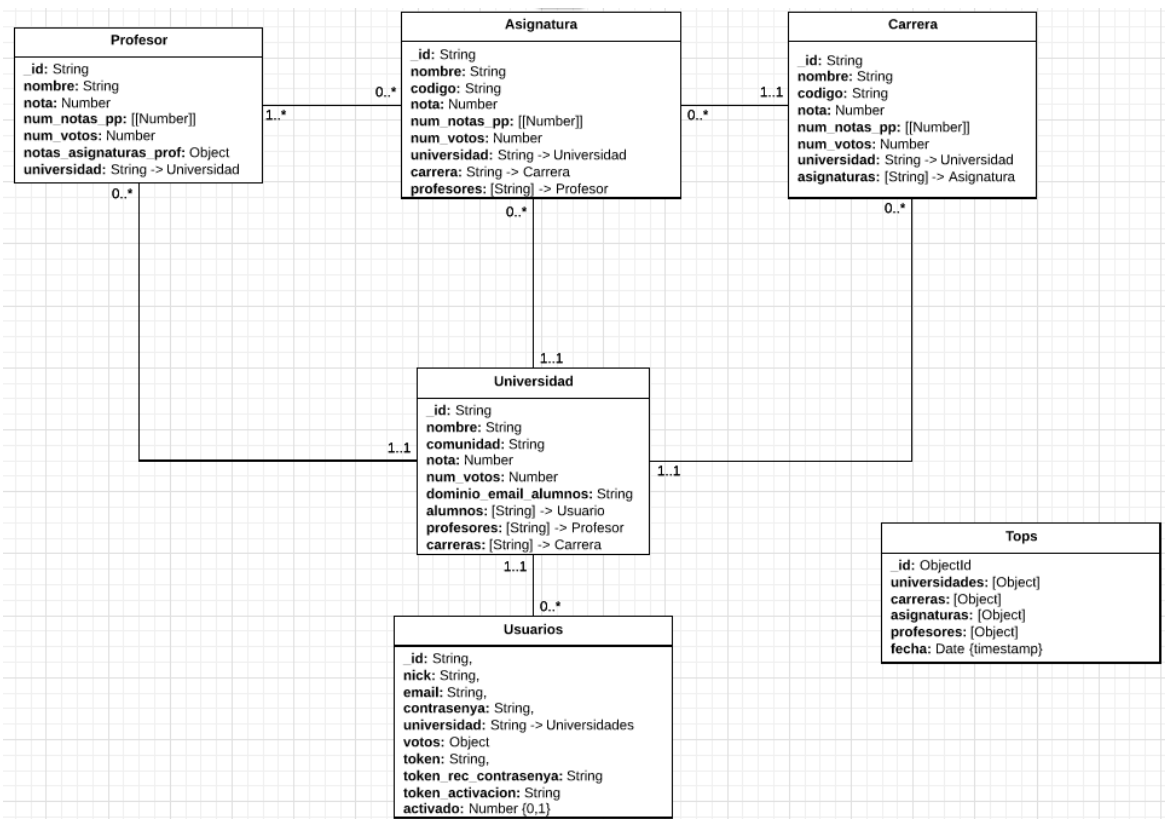 Profesor
_id: String
nombre: String
nota: Number
num_notas_pp: [[Number]]
num_votos: Number
notas_asignaturas_prof: Object
universidad: String -> Universidad
0..*
1..*
0..*
Asignatura
_id: String
nombre: String
codigo: String
nota: Number
num_notas_pp: [[Number]]
num_votos: Number
universidad: String -> Universidad
carrera: String -> Carrera
profesores: [String] -> Profesor
0..*
0..*
1..1
Carrera
_id: String
nombre: String
codigo: String
nota: Number
num_notas_pp: [[Number]]
num_votos: Number
universidad: String -> Universidad
asignaturas: [String] -> Asignatura
0..*
1..1
1..1
1..1
Universidad
_id: String
nombre: String
comunidad: String
nota: Number
num_votos: Number
dominio_email_alumnos: String
alumnos: [String] -> Usuario
profesores: [String] -> Profesor
carreras: [String] -> Carrera
1..1
0..*
Usuarios
_id: String,
nick: String,
email: String,
contrasenya: String,
universidad: String -> Universidades
votos: Object
token: String,
token_rec_contrasenya: String
token_activacion: String
activado: Number {0,1}
Tops
_id: ObjectId
universidades: [Object]
carreras: [Object]
asignaturas: [Object]
profesores: [Object]
fecha: Date {timestamp}